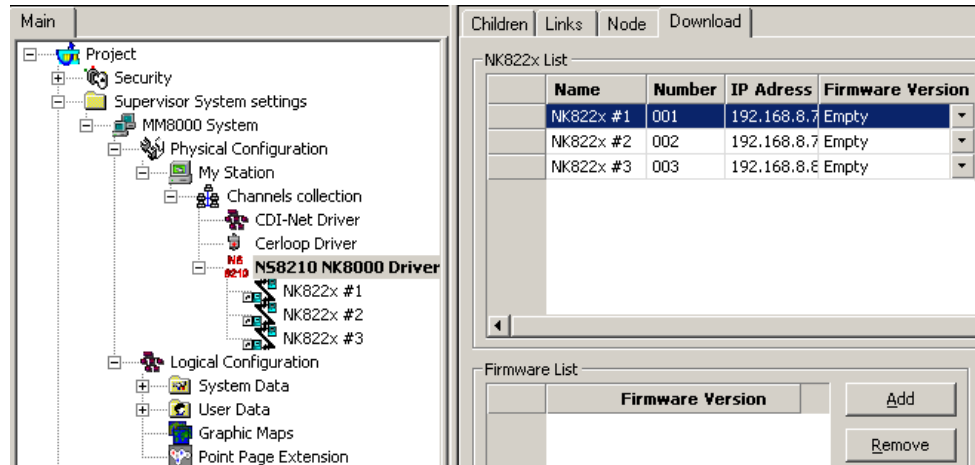 Main
Project
Security
Supervisor System settings
MM8000 System
Physical Configuration
My Station
Channels collection
CDI-Net Driver
Cerloop Driver
NS 8210 NS8210 NK8000 Driver
NK822x #1
NK822x #2
NK822x #3
Logical Configuration
System Data
User Data
Graphic Maps
Point Page Extension
Children Links Node Download
NK822x List
Name Number IP Adress Firmware Version
NK822x #1 001 192.168.8.7 Empty
NK822x #2 002 192.168.8.7 Empty
NK822x #3 003 192.168.8.8 Empty
Firmware List
Firmware Version
Add
Remove